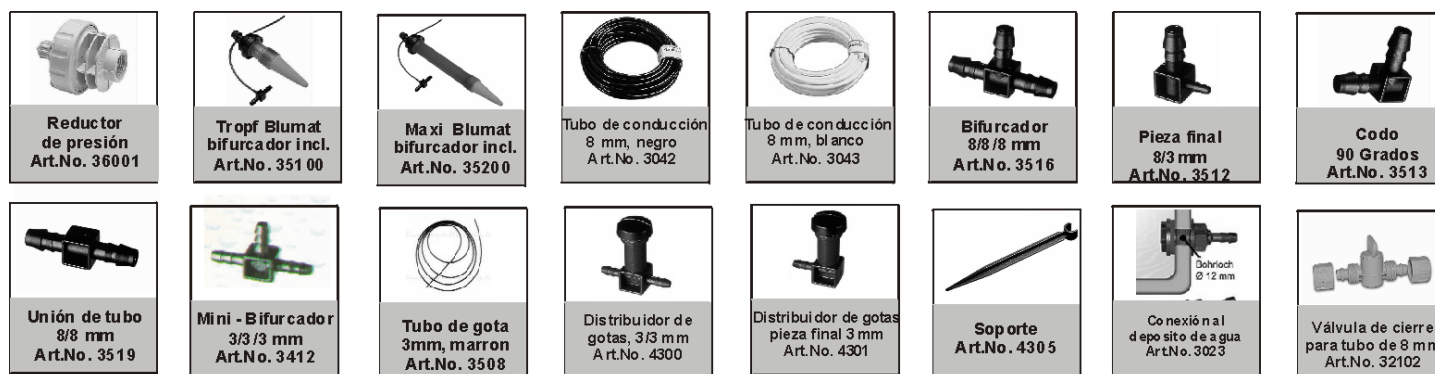 Reductor
de presión
Art.No. 36001
Tropf Blumat
bifurcador incl.
Art.No. 35100
Maxi Blumat
bifurcador incl.
Art.No. 35200
Tubo de conducción
8 mm, negro
Art.No. 3042
Tubo de conducción
8 mm, blanco
Art.No. 3043
Bifurcador
8/8/8 mm
Art.No. 3516
Pieza final
8/3 mm
Art.No. 3512
Codo
90 Grados
Art.No. 3513
Unión de tubo
8/8 mm
Art.No. 3519
Mini - Bifurcador
3/3/3 mm
Art.No. 3412
Tubo de gota
3mm, marron
Art.No. 3508
Distribuidor de
gotas, 3/3 mm
Art.No. 4300
Distribuidor de gotas
pieza final 3 mm
Art.No. 4301
Soporte
Art.No. 4305
Bohrloch
Ø 12 mm
Conexión al
deposito de agua
Art.No. 3023
Válvula de cierre
para tubo de 8 mm
Art.No. 32102